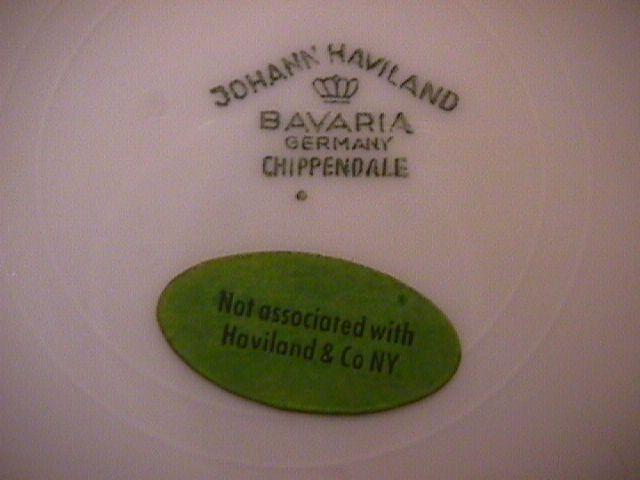 JOHANN HAVILAND
BAVARIA
GERMANY
CHIPPENDALE
Not associated with
Haviland & Co NY